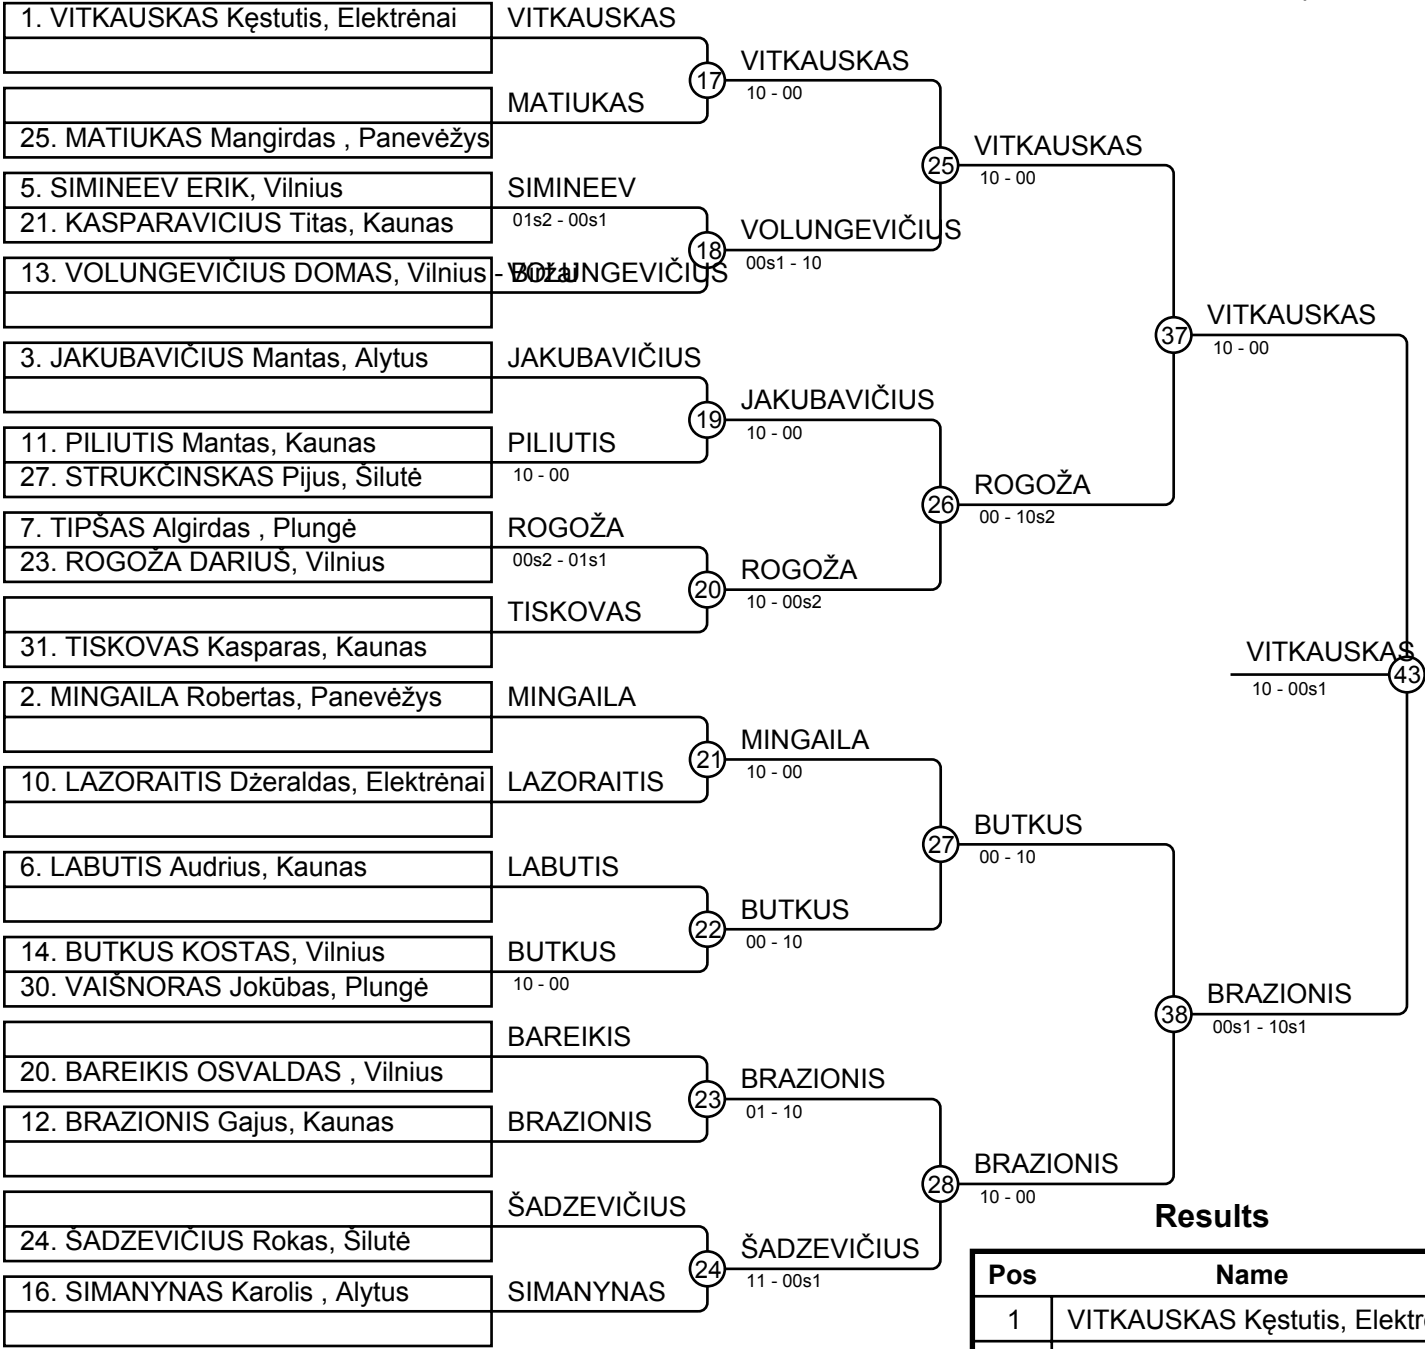 1. VITKAUSKAS Kęstutis, Elektrėnai
VITKAUSKAS
17
VITKAUSKAS
10 - 00
MATIUKAS
25. MATIUKAS Mangirdas , Panevėžys
25
VITKAUSKAS
10 - 00
5. SIMINEEV ERIK, Vilnius
SIMINEEV
21. KASPARAVICIUS Titas, Kaunas
01s2 - 00s1
18
VOLUNGEVIČIUS
00s1 - 10
13. VOLUNGEVIČIUS DOMAS, Vilnius - Biržai
VOLUNGEVIČIUS
37
VITKAUSKAS
10 - 00
3. JAKUBAVIČIUS Mantas, Alytus
JAKUBAVIČIUS
19
JAKUBAVIČIUS
10 - 00
11. PILIUTIS Mantas, Kaunas
PILIUTIS
27. STRUKČINSKAS Pijus, Šilutė
10 - 00
26
ROGOŽA
00 - 10s2
7. TIPŠAS Algirdas , Plungė
ROGOŽA
23. ROGOŽA DARIUŠ, Vilnius
00s2 - 01s1
20
ROGOŽA
10 - 00s2
TISKOVAS
31. TISKOVAS Kasparas, Kaunas
VITKAUSKAS
43
10 - 00s1
2. MINGAILA Robertas, Panevėžys
MINGAILA
21
MINGAILA
10 - 00
10. LAZORAITIS Džeraldas, Elektrėnai
LAZORAITIS
27
BUTKUS
00 - 10
6. LABUTIS Audrius, Kaunas
LABUTIS
22
BUTKUS
00 - 10
14. BUTKUS KOSTAS, Vilnius
BUTKUS
30. VAIŠNORAS Jokūbas, Plungė
10 - 00
38
BRAZIONIS
00s1 - 10s1
BAREIKIS
20. BAREIKIS OSVALDAS , Vilnius
23
BRAZIONIS
01 - 10
12. BRAZIONIS Gajus, Kaunas
BRAZIONIS
28
BRAZIONIS
10 - 00
ŠADZEVIČIUS
24. ŠADZEVIČIUS Rokas, Šilutė
24
ŠADZEVIČIUS
11 - 00s1
16. SIMANYNAS Karolis , Alytus
SIMANYNAS
Results
Pos Name
1 VITKAUSKAS Kęstutis, Elektr